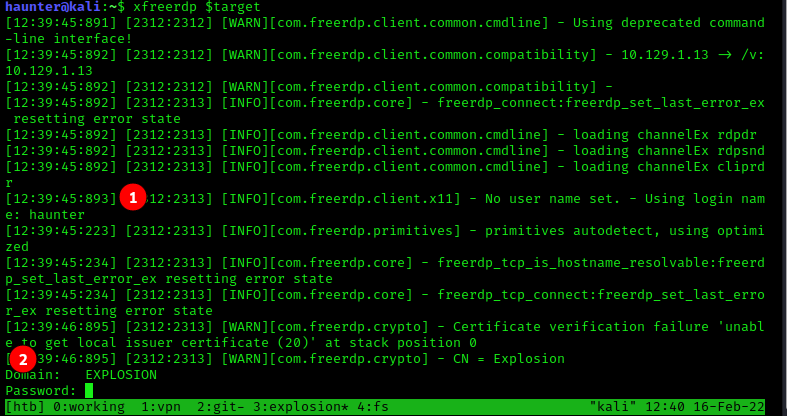 haunter@kali:~$ xfreerdp $target
[12:39:45:891] [2312:2312] [WARN][com.freerdp.client.common.cmdline] - Using deprecated command
-line interface!
[12:39:45:892] [2312:2312] [WARN][com.freerdp.client.common.compatibility] - 10.129.1.13 -> /v:
10.129.1.13
[12:39:45:892] [2312:2312] [WARN][com.freerdp.client.common.compatibility] -
[12:39:45:892] [2312:2313] [INFO][com.freerdp.core] - freerdp_connect:freerdp_set_last_error_ex
 resetting error state
[12:39:45:892] [2312:2313] [INFO][com.freerdp.client.common.cmdline] - loading channelEx rdpdr
[12:39:45:892] [2312:2313] [INFO][com.freerdp.client.common.cmdline] - loading channelEx rdpsnd
[12:39:45:892] [2312:2313] [INFO][com.freerdp.client.common.cmdline] - loading channelEx cliprd
r
[12:39:45:893] 1 2312:2313] [INFO][com.freerdp.client.x11] - No user name set. - Using login nam
e: haunter
[12:39:45:223] [2312:2313] [INFO][com.freerdp.primitives] - primitives autodetect, using optimi
zed
[12:39:45:234] [2312:2313] [INFO][com.freerdp.core] - freerdp_tcp_is_hostname_resolvable:freerd
p_set_last_error_ex resetting error state
[12:39:45:234] [2312:2313] [INFO][com.freerdp.core] - freerdp_tcp_connect:freerdp_set_last_erro
r_ex resetting error state
[12:39:46:895] [2312:2313] [WARN][com.freerdp.crypto] - Certificate verification failure 'unabl
e to get local issuer certificate (20)' at stack position 0
[ 2 39:46:895] [2312:2313] [WARN][com.freerdp.crypto] - CN = Explosion
Domain:   EXPLOSION
Password:
[htb] 0:working  1:vpn  2:git- 3:explosion* 4:fs "kali" 12:40 16-Feb-22